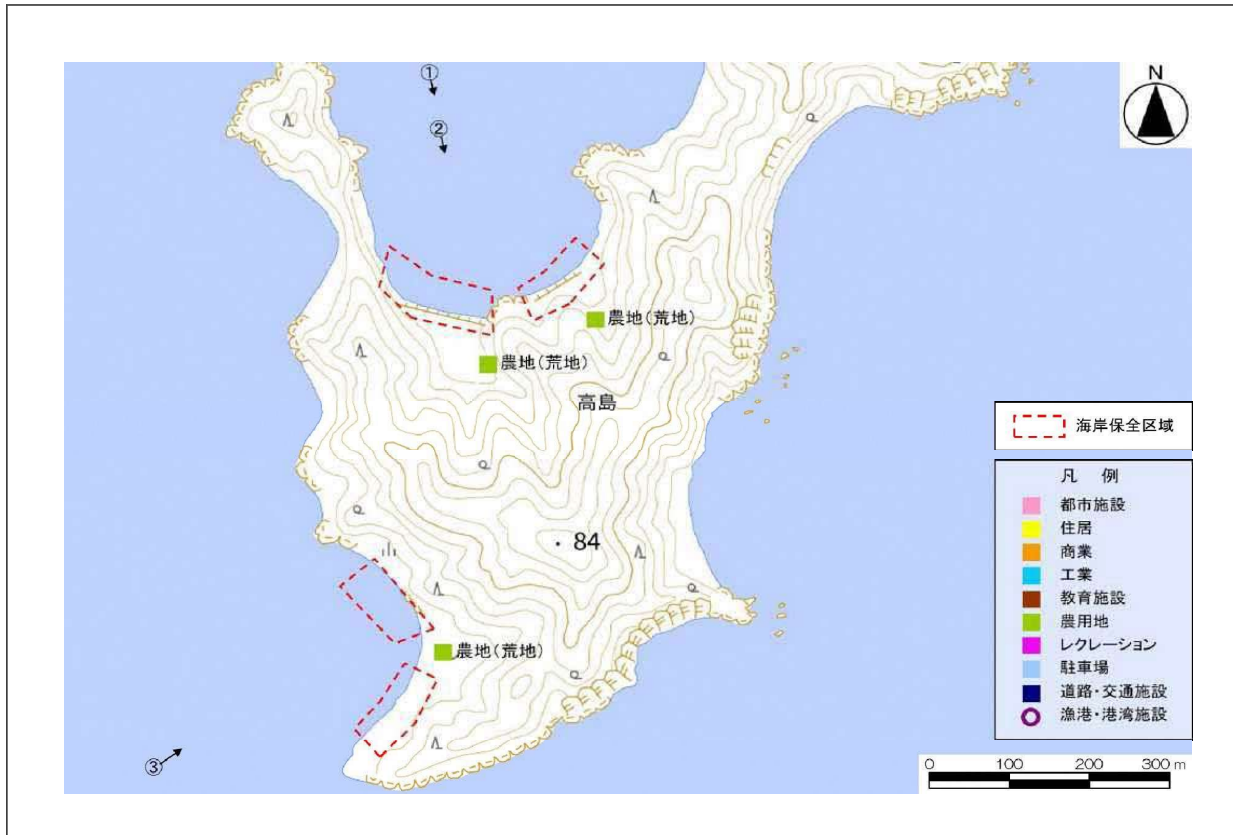 ①
②
N
農地(荒地)
農地(荒地)
高島
84
農地(荒地)
③
海岸保全区域
凡 例
都市施設
住居
商業
工業
教育施設
農用地
レクレーション
駐車場
道路・交通施設
漁港・港湾施設
0 100 200 300 m